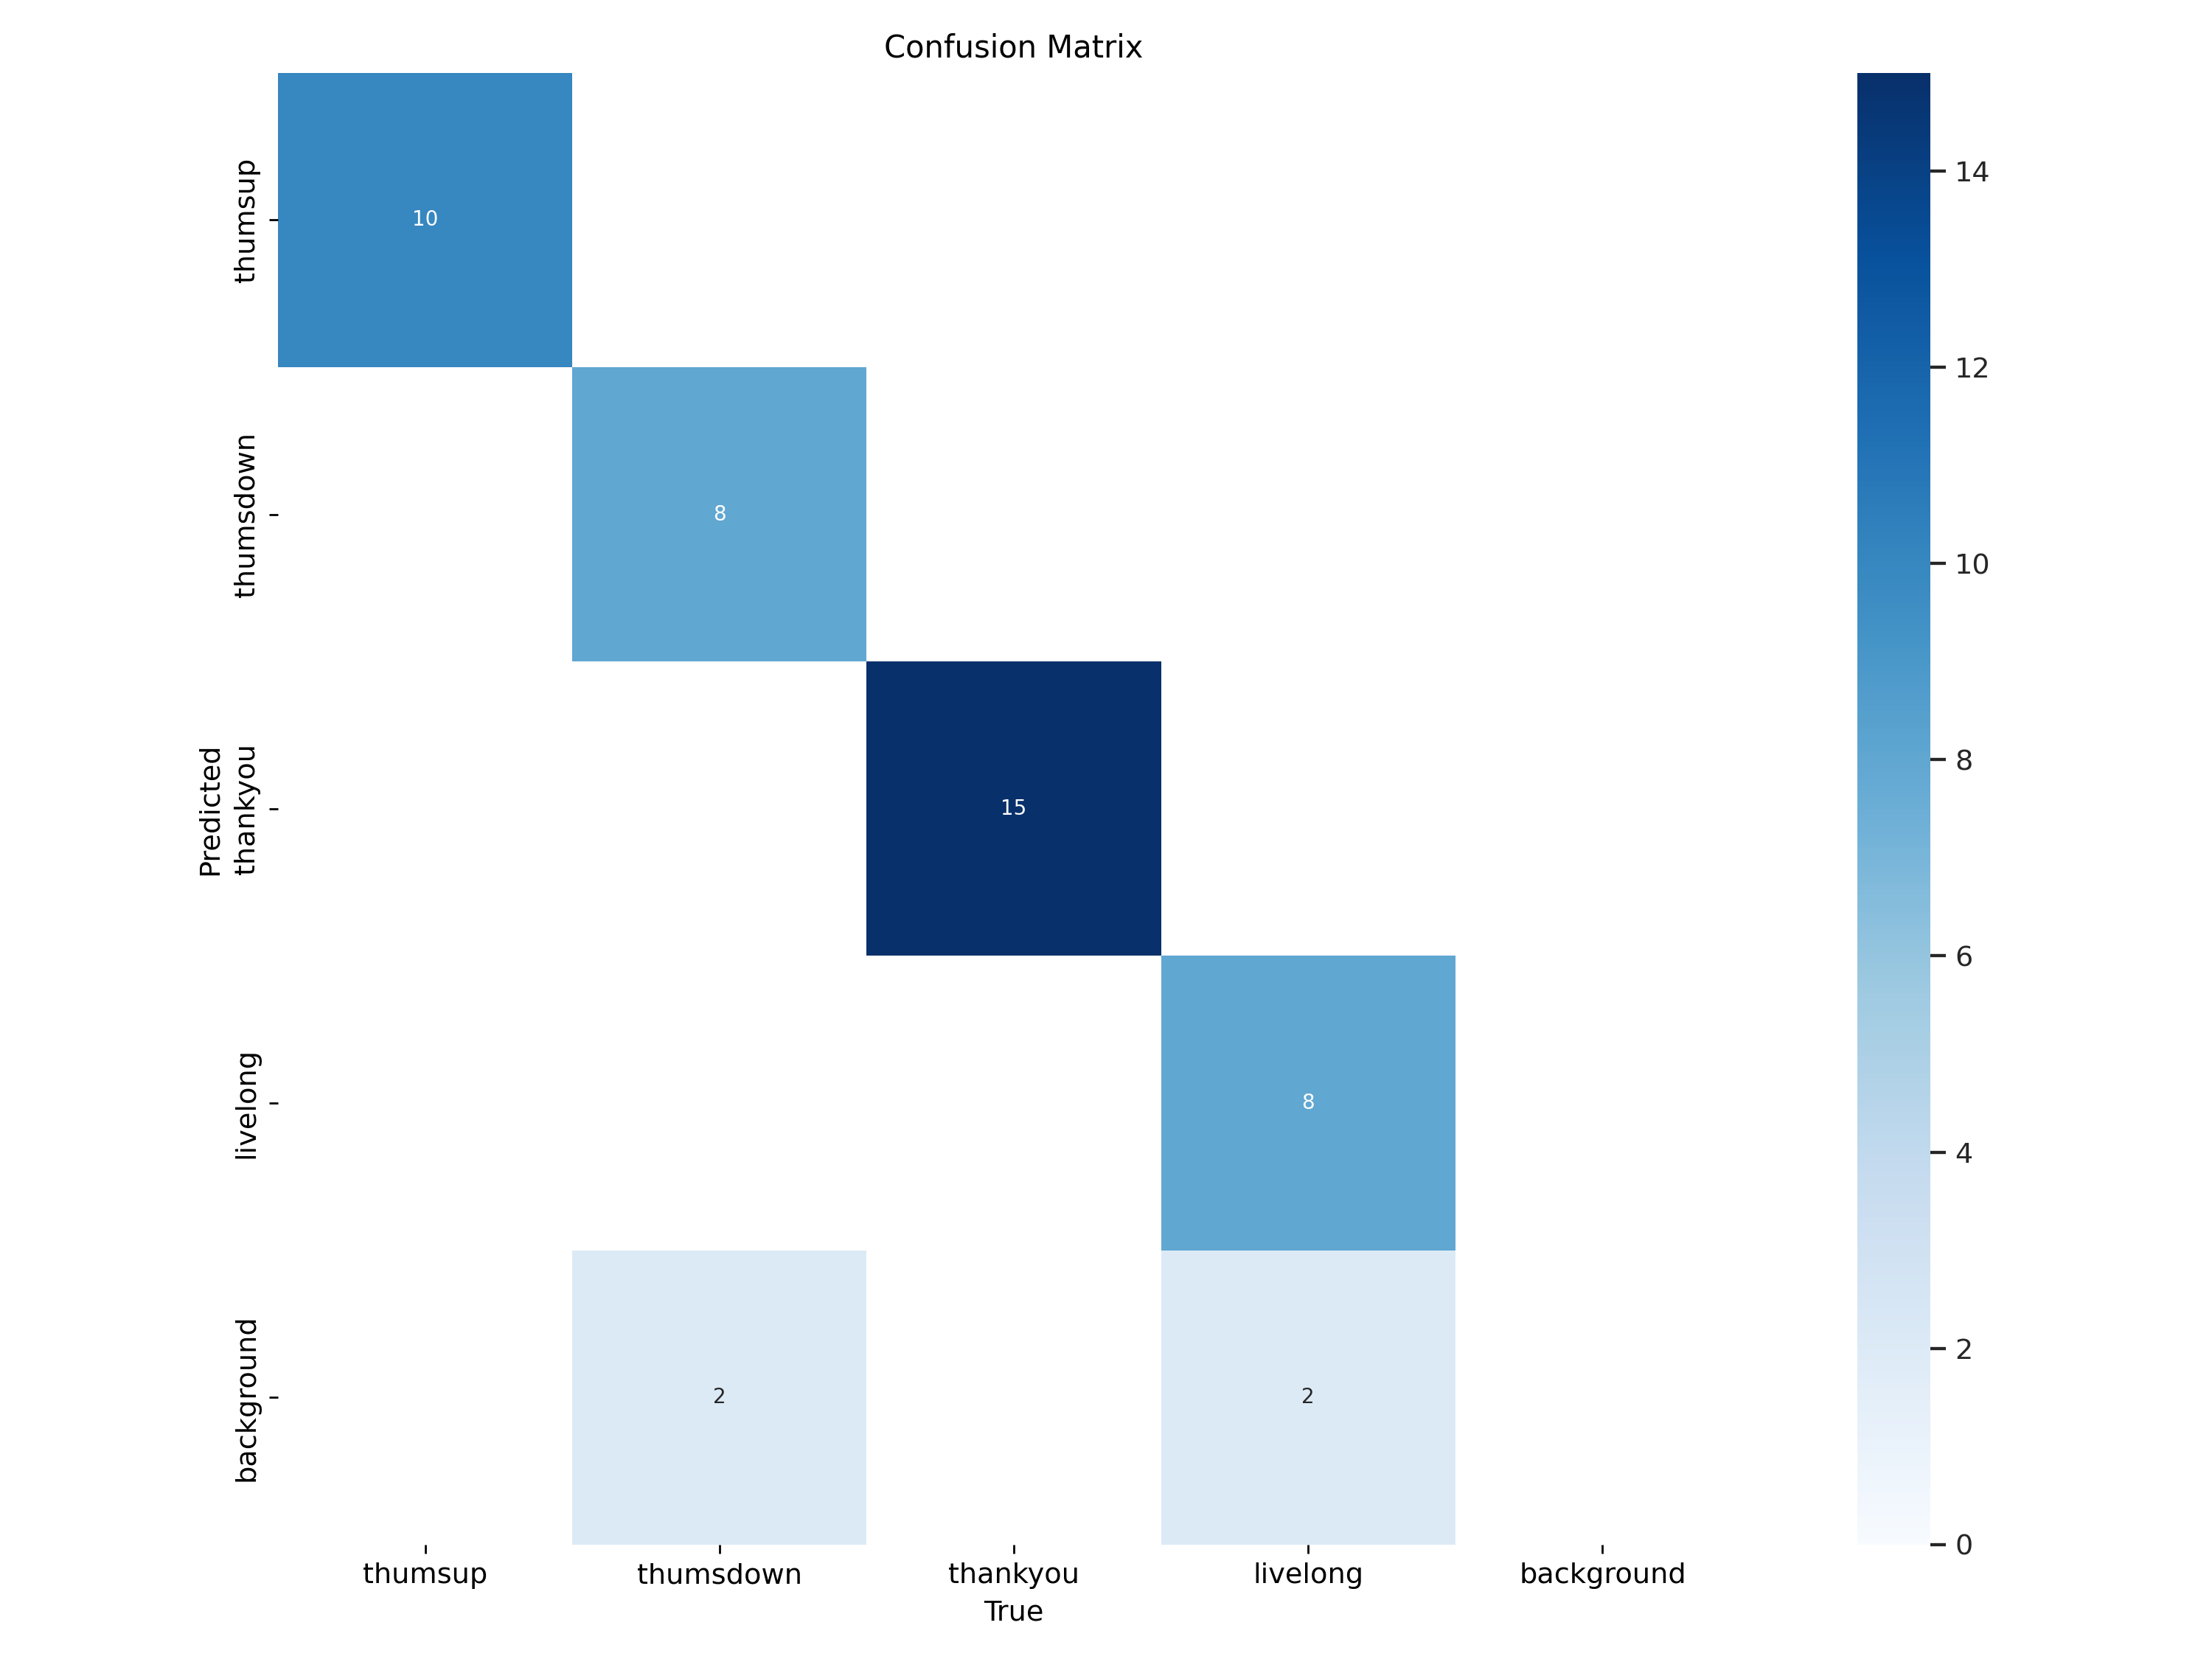 Confusion Matrix
thumsup
thumsdown
thankyou
livelong
background
Predicted
10
8
15
8
2
2
thumsup
thumsdown
thankyou
livelong
background
True
14
12
10
8
6
4
2
0